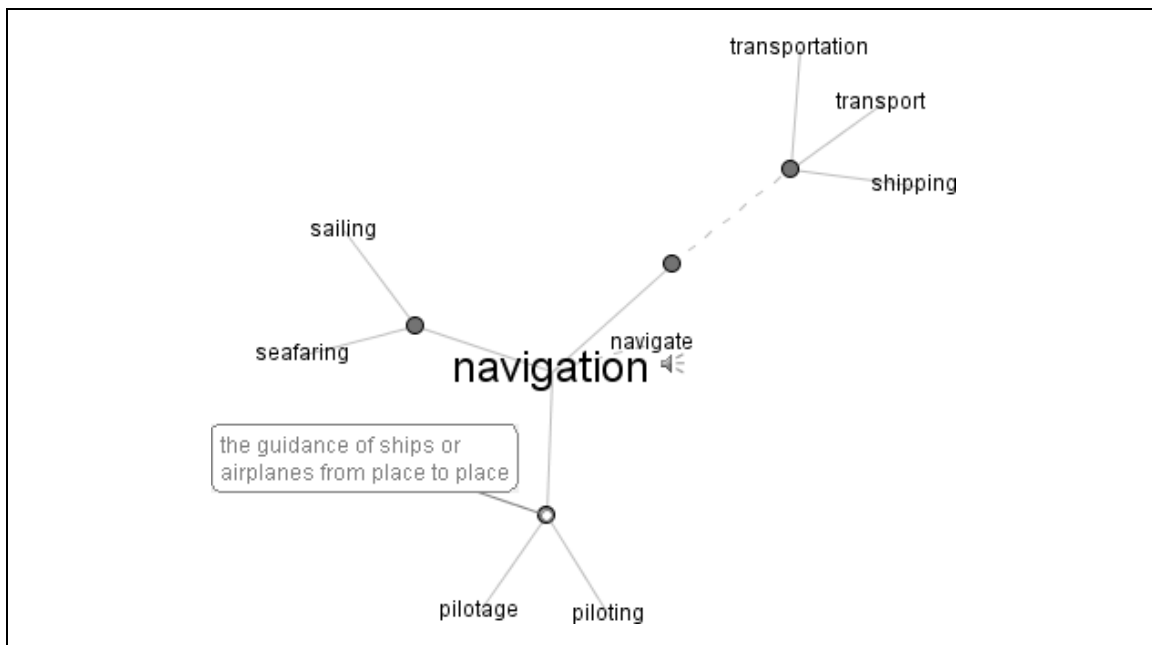 transportation
transport
shipping
sailing
navigate
seafaring
navigation
the guidance of ships or
airplanes from place to place
pilotage
piloting